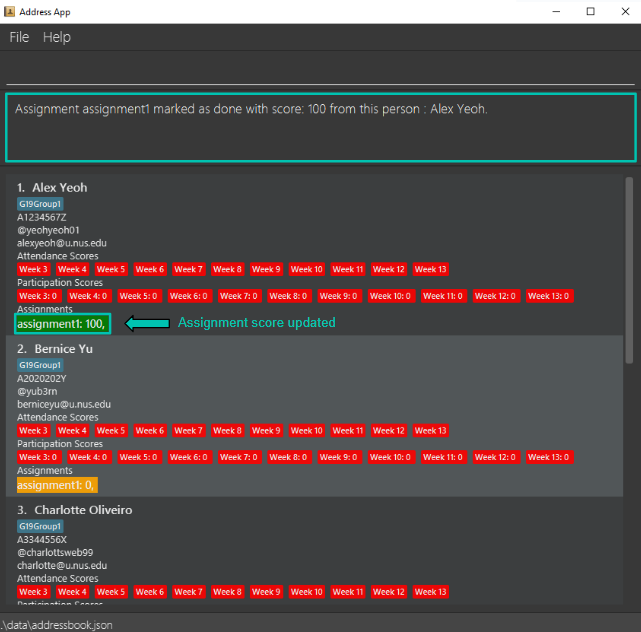 Address App
File Help
Assignment assignment1 marked as done with score: 100 from this person : Alex Yeoh.
1. Alex Yeoh
G19Group1
A1234567Z
@yeohyeoh01
alexyeoh@u.nus.edu
Attendance Scores
Week 3 Week 4 Week 5 Week 6 Week 7 Week 8 Week 9 Week 10 Week 11 Week 12 Week 13
Participation Scores
Week 3: 0 Week 4: 0 Week 5: 0 Week 6: 0 Week 7: 0 Week 8: 0 Week 9: 0 Week 10: 0 Week 11: 0 Week 12: 0 Week 13: 0
Assignments
assignment1: 100, Assignment score updated
2. Bernice Yu
G19Group1
A2020202Y
@yub3rn
berniceyu@u.nus.edu
Attendance Scores
Week 3 Week 4 Week 5 Week 6 Week 7 Week 8 Week 9 Week 10 Week 11 Week 12 Week 13
Participation Scores
Week 3: 0 Week 4: 0 Week 5: 0 Week 6: 0 Week 7: 0 Week 8: 0 Week 9: 0 Week 10: 0 Week 11: 0 Week 12: 0 Week 13: 0
Assignments
assignment1: 0,
3. Charlotte Oliveiro
G19Group1
A3344556X
@charlottsweb99
charlotte@u.nus.edu
Attendance Scores
Week 3 Week 4 Week 5 Week 6 Week 7 Week 8 Week 9 Week 10 Week 11 Week 12 Week 13
Participation Scores
.\data\addressbook.json